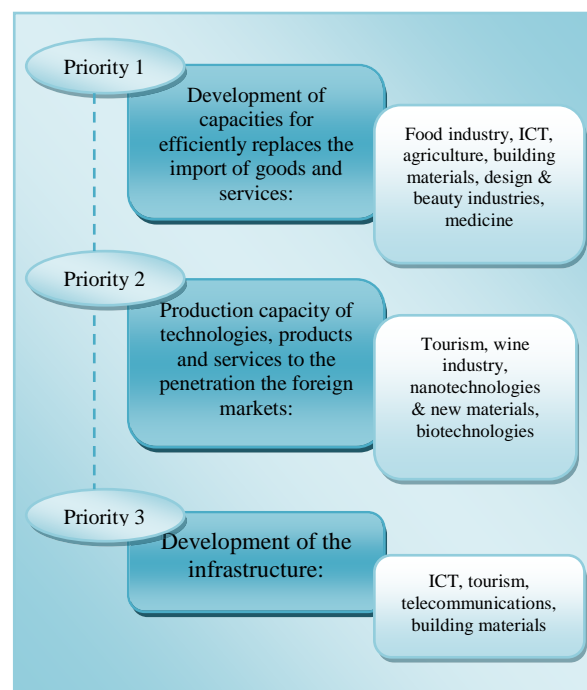 Priority 1
Development of
capacities for
efficiently replaces the
import of goods and
services:
Food industry, ICT,
agriculture, building
materials, design &
beauty industries,
medicine
Priority 2
Production capacity of
technologies, products
and services to the
penetration the foreign
markets:
Tourism, wine
industry,
nanotechnologies
& new materials,
biotechnologies
Priority 3
Development of the
infrastructure:
ICT, tourism,
telecommunications,
building materials